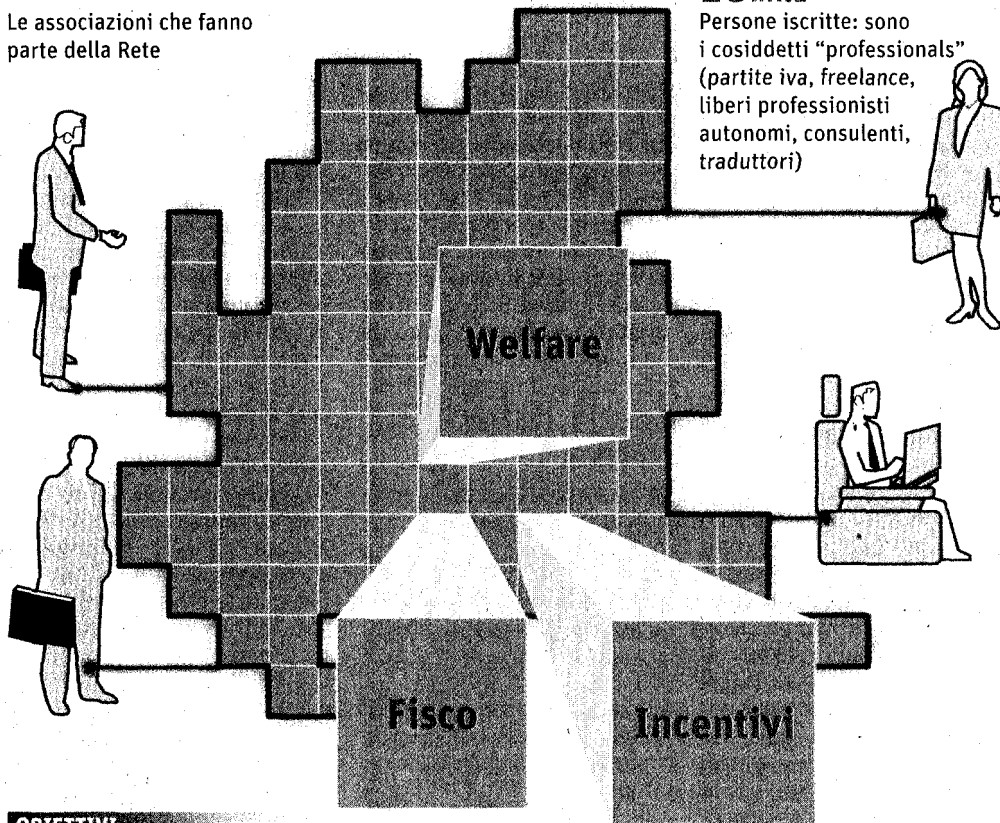 Le associazioni che fanno
parte della Rete
Persone iscritte: sono
i cosiddetti “professionals”
(partite iva, freelance,
liberi professionisti
autonomi, consulenti,
traduttori)
Welfare
Fisco
Incentivi
OBIETTIVI